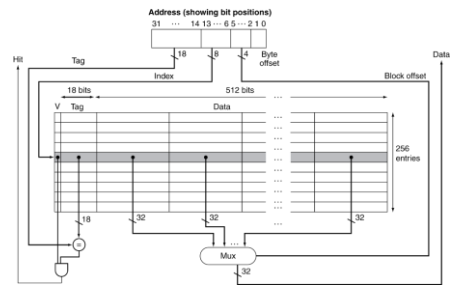 Address (showing bit positions)
31 ··· 14 13 ··· 6 5 ··· 2 1 0
Hit
18
8
4
Byte
offset
Data
Tag
Index
Block offset
18 bits
512 bits
V Tag
Data
...
...
256
entries
...
...
18
32
32
32
=
...
Mux
32